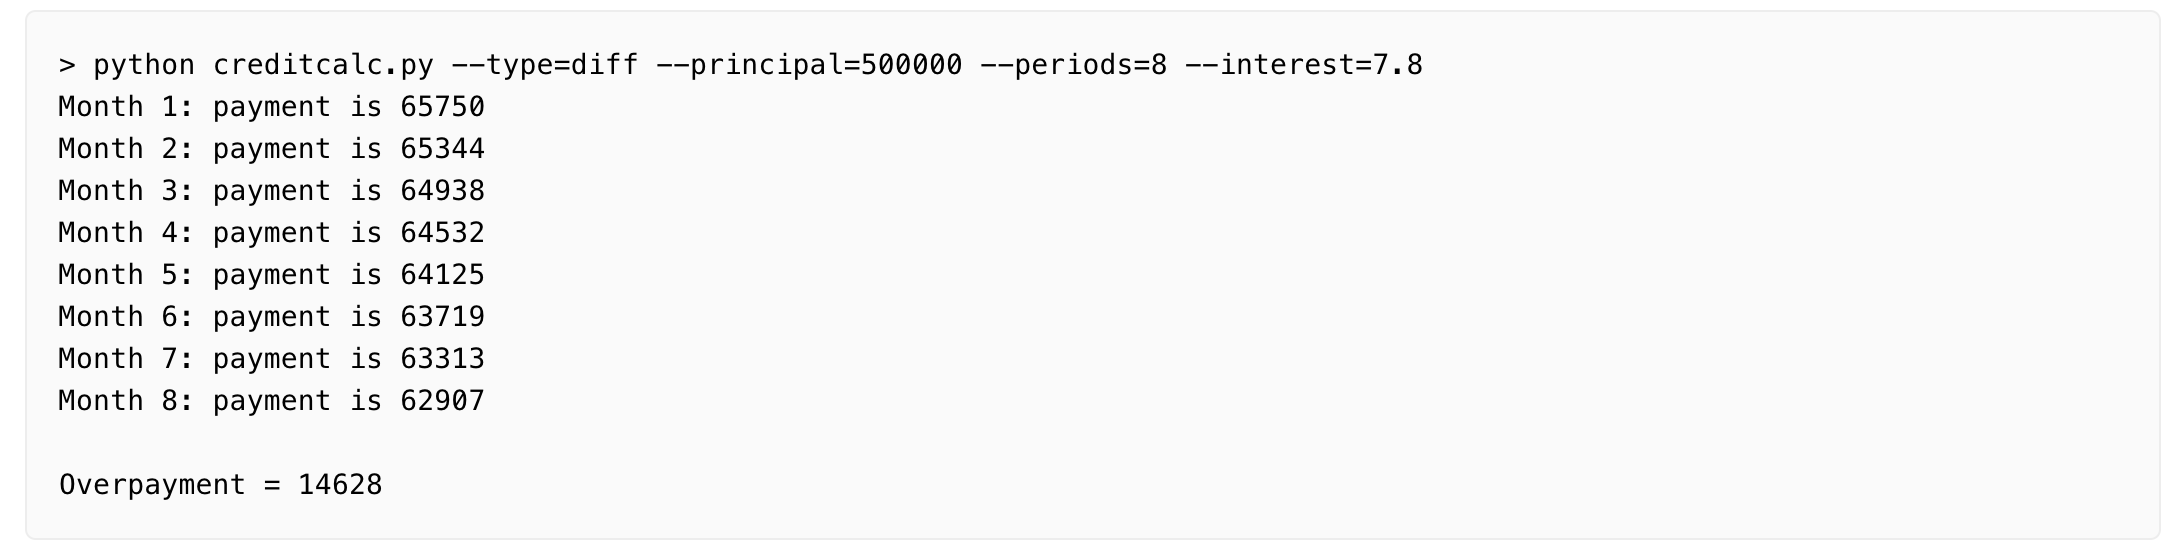 > python creditcalc.py --type=diff --principal=500000 --periods=8 --interest=7.8
Month 1: payment is 65750
Month 2: payment is 65344
Month 3: payment is 64938
Month 4: payment is 64532
Month 5: payment is 64125
Month 6: payment is 63719
Month 7: payment is 63313
Month 8: payment is 62907
Overpayment = 14628